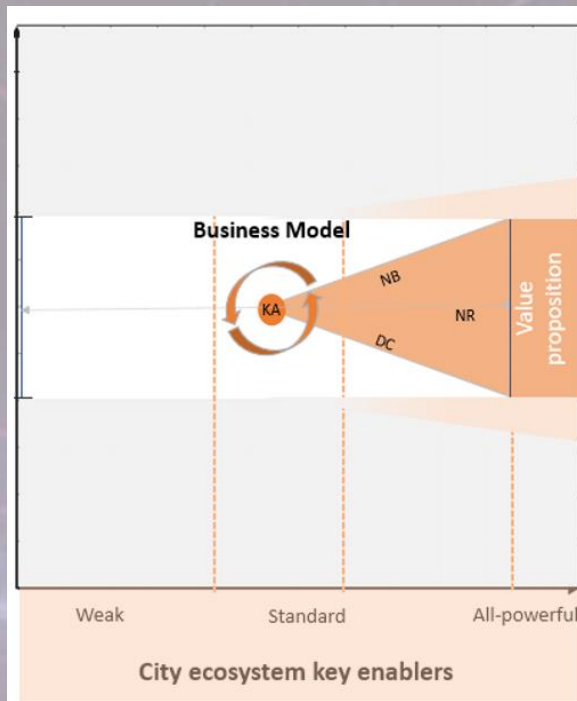 Business Model
NB
KA
NR
DC
Value
proposition
Weak
Standard
All-powerful
City ecosystem key enablers